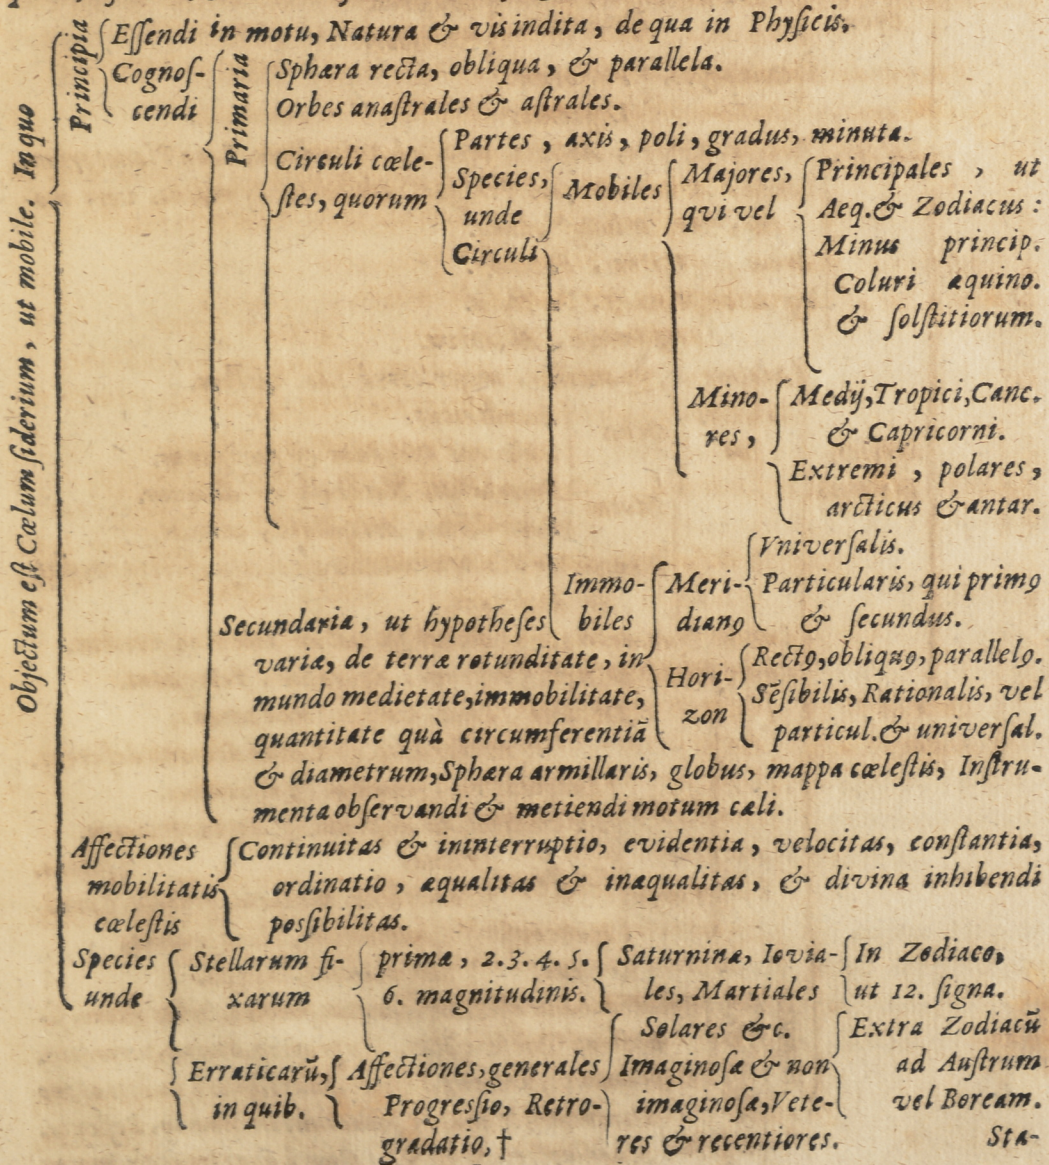 Objectum est Cælum siderium, ut mobile. In quo
Principia
Essendi in motu, Natura & vis indita, de qua in Physicis.
Cognos-
cendi
Primaria
Sphæra recta, obliqua, & parallela.
Orbes anastrales & astrales.
Circuli cœle-
stes, quorum
Partes, axis, poli, gradus, minuta.
Species,
unde
Circuli
Mobiles
Majores,
qui vel
Principales, ut
Aeq. & Zodiacus:
Minus princip.
Coluri æquino.
& solstitiorum.
Mino-
res,
Medij, Tropici, Canc.
& Capricorni.
Extremi, polares,
arcticus & antar.
Immo-
biles
Meri-
dianꝰ
Vniversalis.
Particularis, qui primꝰ
& secundus.
Hori-
zon
Rectꝰ, obliquꝰ, parallelꝰ.
Sẽsibilis, Rationalis, vel
particul. & universal.
Secundaria, ut hypotheses
variæ, de terræ rotunditate, in
mundo medietate, immobilitate,
quantitate quà circumferentiã
& diametrum, Sphæra armillaris, globus, mappa cœlestis, Instru-
menta observandi & metiendi motum cæli.
Affectiones
mobilitatis
cœlestis
Continuitas & ininterruptio, evidentia, velocitas, constantia,
ordinatio, æqualitas & inæqualitas, & divina inhibendi
possibilitas.
Species
unde
Stellarum fi-
xarum
primæ, 2. 3. 4. 5.
6. magnitudinis.
Saturninæ, Iovia-
les, Martiales
Solares &c.
Imaginosæ & non
imaginosæ, Vete-
res & recentiores.
In Zodiaco,
ut 12. signa.
Extra Zodiacũ
ad Austrum
vel Boream.
Erraticarũ,
in quib.
Affectiones, generales
Progressio, Retro-
gradatio, †
Sta-